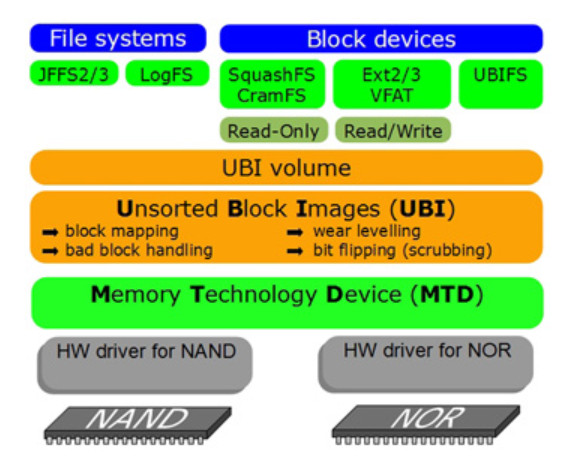 File systems
Block devices
JFFS2/3
LogFS
SquashFS
CramFS
Ext2/3
VFAT
UBIFS
Read-Only
Read/Write
UBI volume
Unsorted Block Images (UBI)
➡ block mapping
➡ wear levelling
➡ bad block handling
➡ bit flipping (scrubbing)
Memory Technology Device (MTD)
HW driver for NAND
HW driver for NOR
NAND
NOR